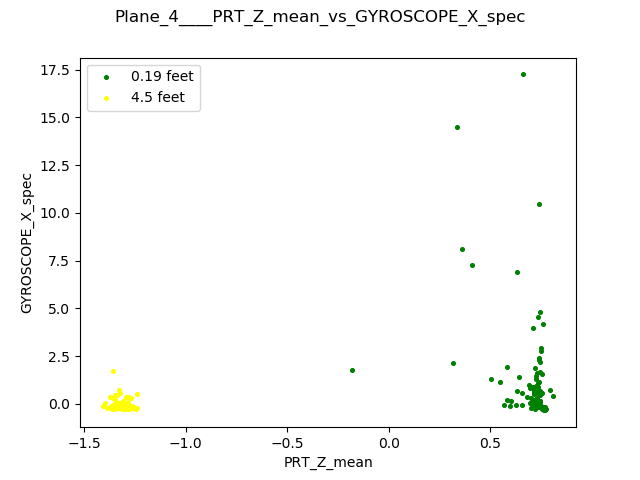 Plane_4____PRT_Z_mean_vs_GYROSCOPE_X_spec
0.19 feet
4.5 feet
GYROSCOPE_X_spec
17.5
15.0
12.5
10.0
7.5
5.0
2.5
0.0
−1.5 −1.0 −0.5 0.0 0.5
PRT_Z_mean